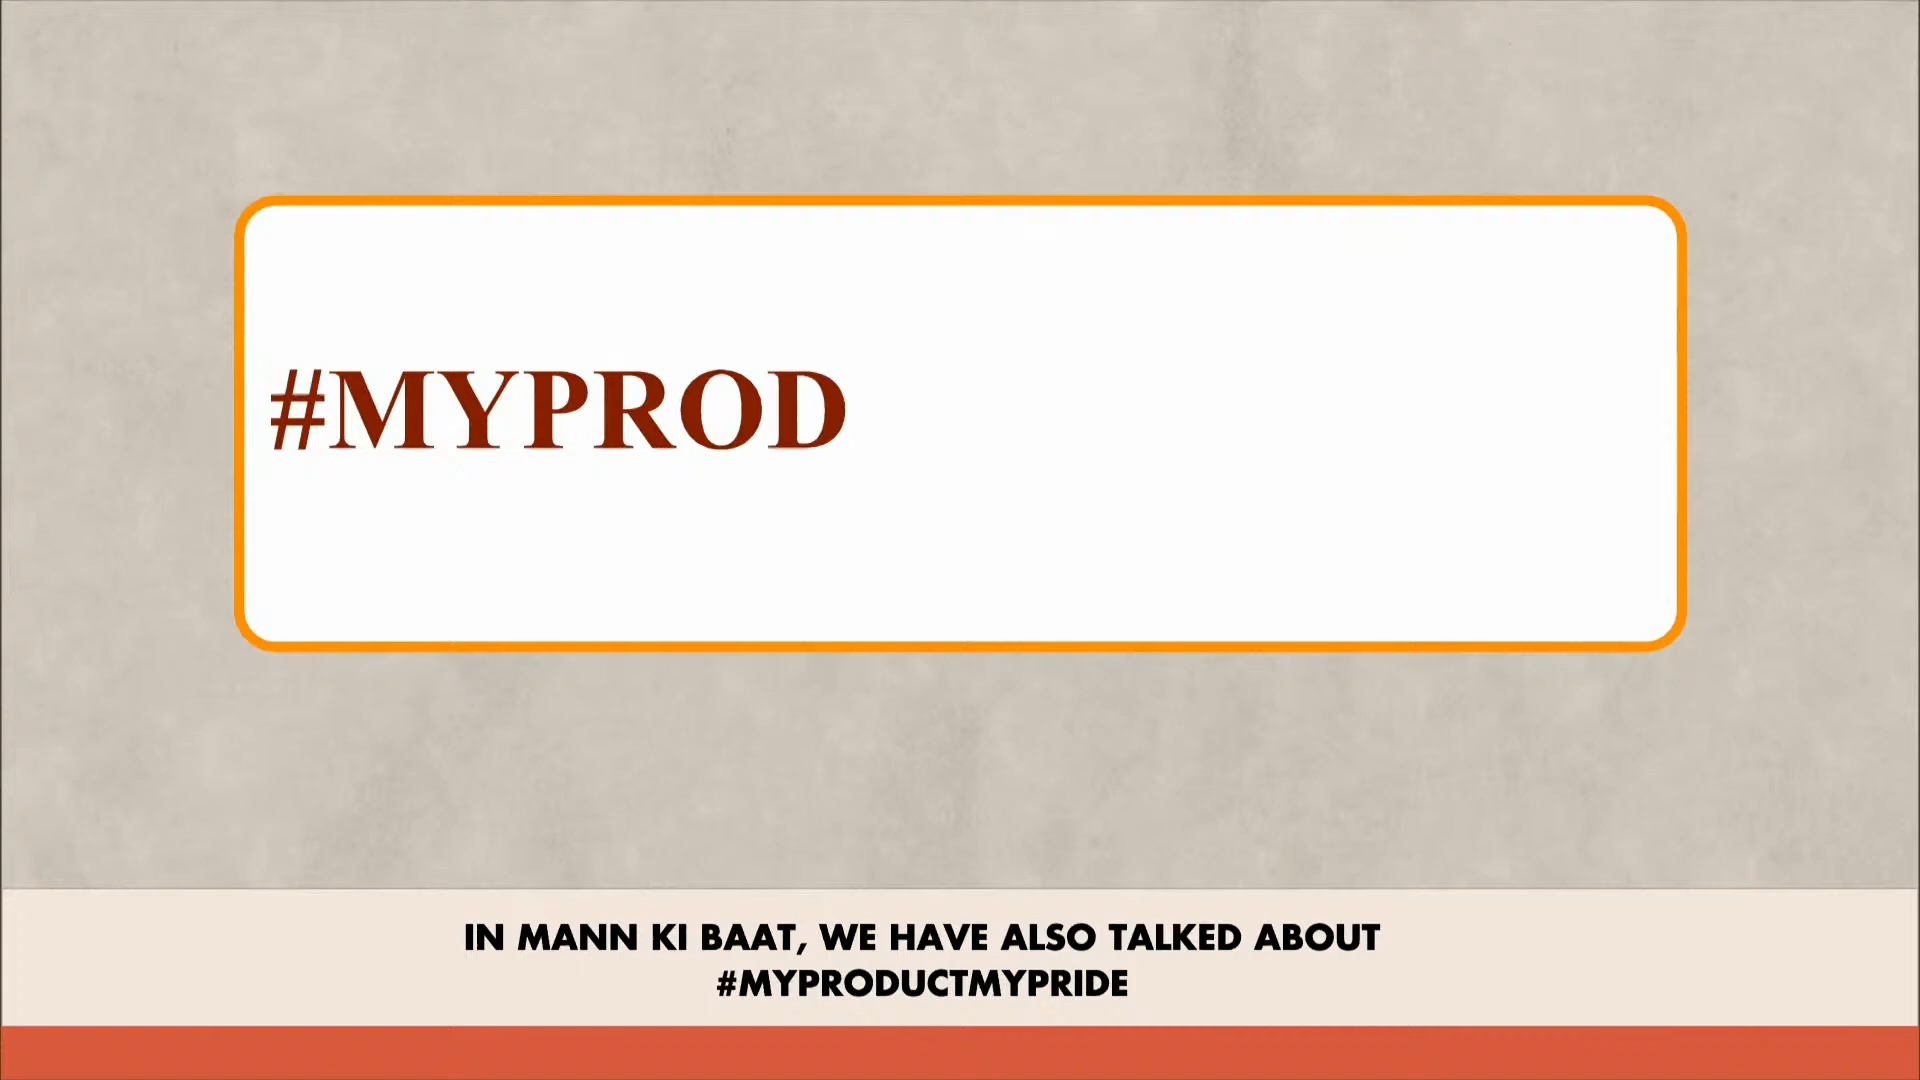 #MYPROD
IN MANN KI BAAT, WE HAVE ALSO TALKED ABOUT
#MYPRODUCTMYPRIDE